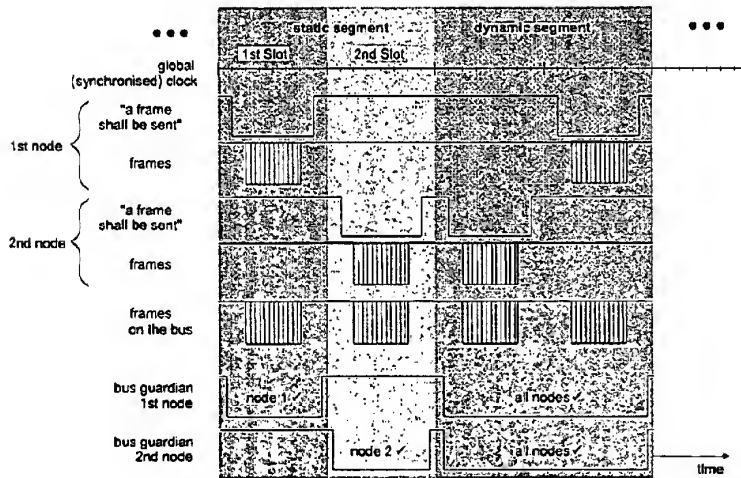 ••• static segment dynamic segment •••
1st Slot 2nd Slot
global
(synchronised) clock
"a frame
shall be sent"
1st node
frames
"a frame
shall be sent"
2nd node
frames
frames
on the bus
bus guardian
1st node
node 1 ✓ all nodes ✓
bus guardian
2nd node
node 2 ✓ all nodes ✓
time